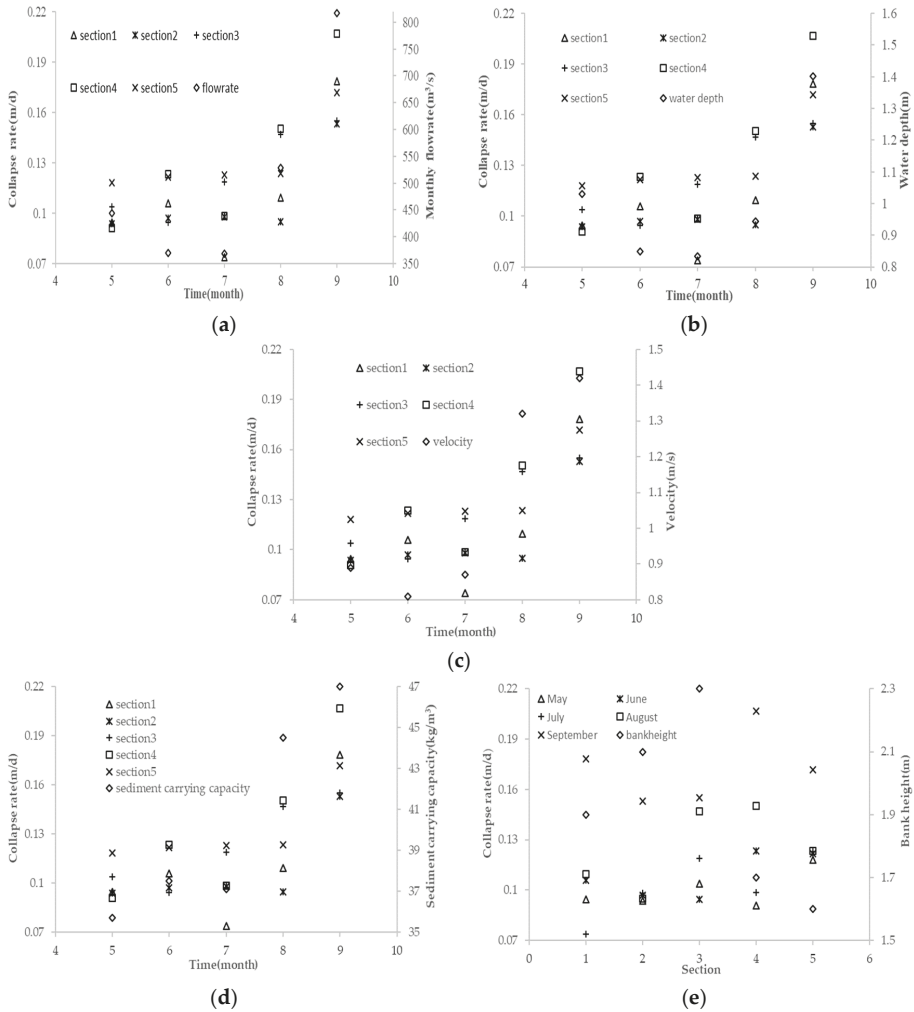 0.22
0.19
0.16
0.13
0.1
0.07
Collapse rate(m/d)
section1 section2 section3
section4 section5 flowrate
800
750
700
650
600
550
500
450
400
350
Monthly flowrate(m³/s)
4 5 6 7 8 9 10
Time(month)
(a)
0.22
0.19
0.16
0.13
0.1
0.07
Collapse rate(m/d)
section1 section2
section3 section4
section5 water depth
1.6
1.5
1.4
1.3
1.2
1.1
1
0.9
0.8
Water depth(m)
4 5 6 7 8 9 10
Time(month)
(b)
0.22
0.19
0.16
0.13
0.1
0.07
Collapse rate(m/d)
section1 section2
section3 section4
section5 velocity
1.5
1.4
1.3
1.2
1.1
1
0.9
0.8
Velocity(m/s)
4 5 6 7 8 9 10
Time(month)
(c)
0.22
0.19
0.16
0.13
0.1
0.07
Collapse rate(m/d)
section1
section2
section3
section4
section5
sediment carrying capacity
47
45
43
41
39
37
35
Sediment carrying capacity(kg/m³)
4 5 6 7 8 9 10
Time(month)
(d)
0.22
0.19
0.16
0.13
0.1
0.07
Collapse rate(m/d)
May June
July August
September bankheight
2.3
2.1
1.9
1.7
1.5
Bank height(m)
0 1 2 3 4 5 6
Section
(e)